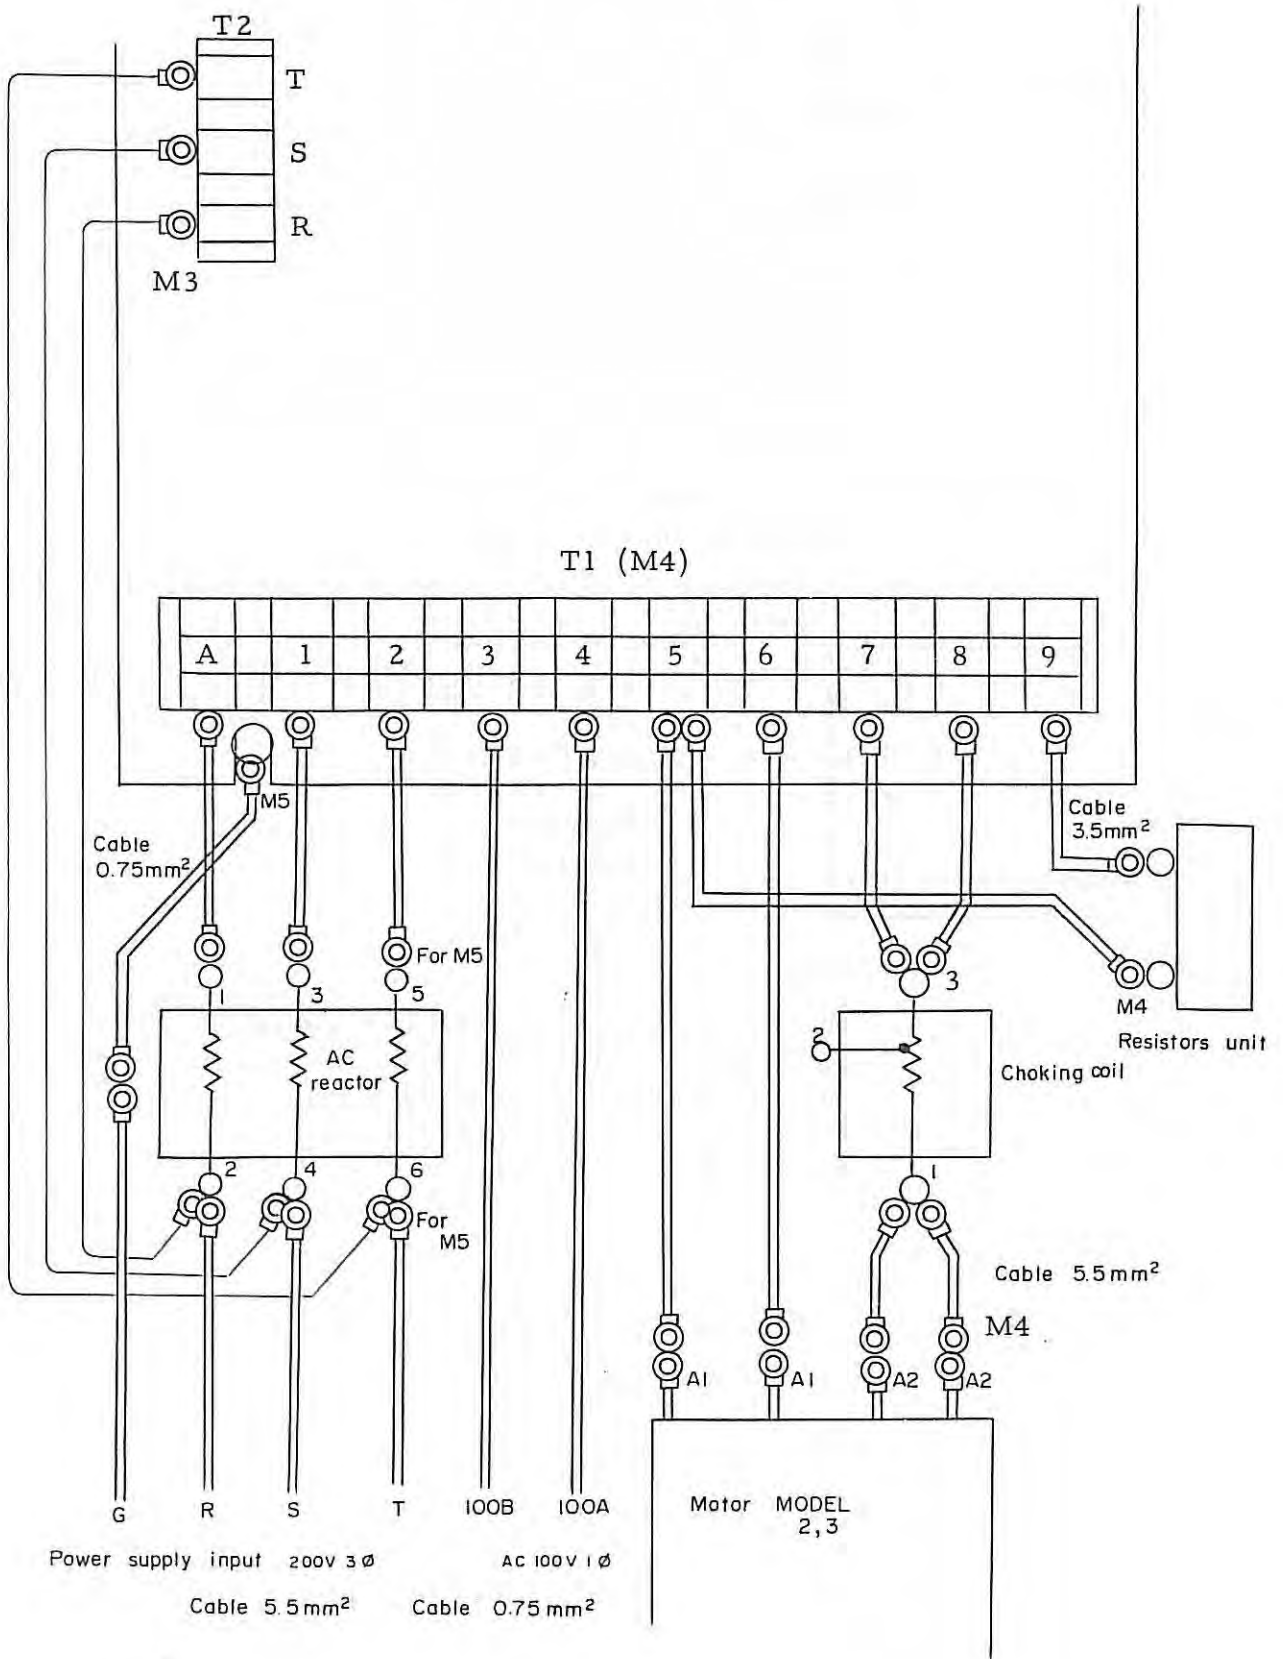 T2
T
S
R
M3
T1 (M4)
A 1 2 3 4 5 6 7 8 9
M5
Cable
0.75mm²
Cable
3.5mm²
For M5
1 3 5
3
M4
Resistors unit
2
AC
reactor
Choking coil
2 4 6
1
For
M5
Cable 5.5mm²
M4
A1 A1 A2 A2
G R S T 100B 100A
Motor MODEL
2,3
Power supply input 200V 3Ø
AC 100V 1Ø
Cable 5.5mm²
Cable 0.75mm²